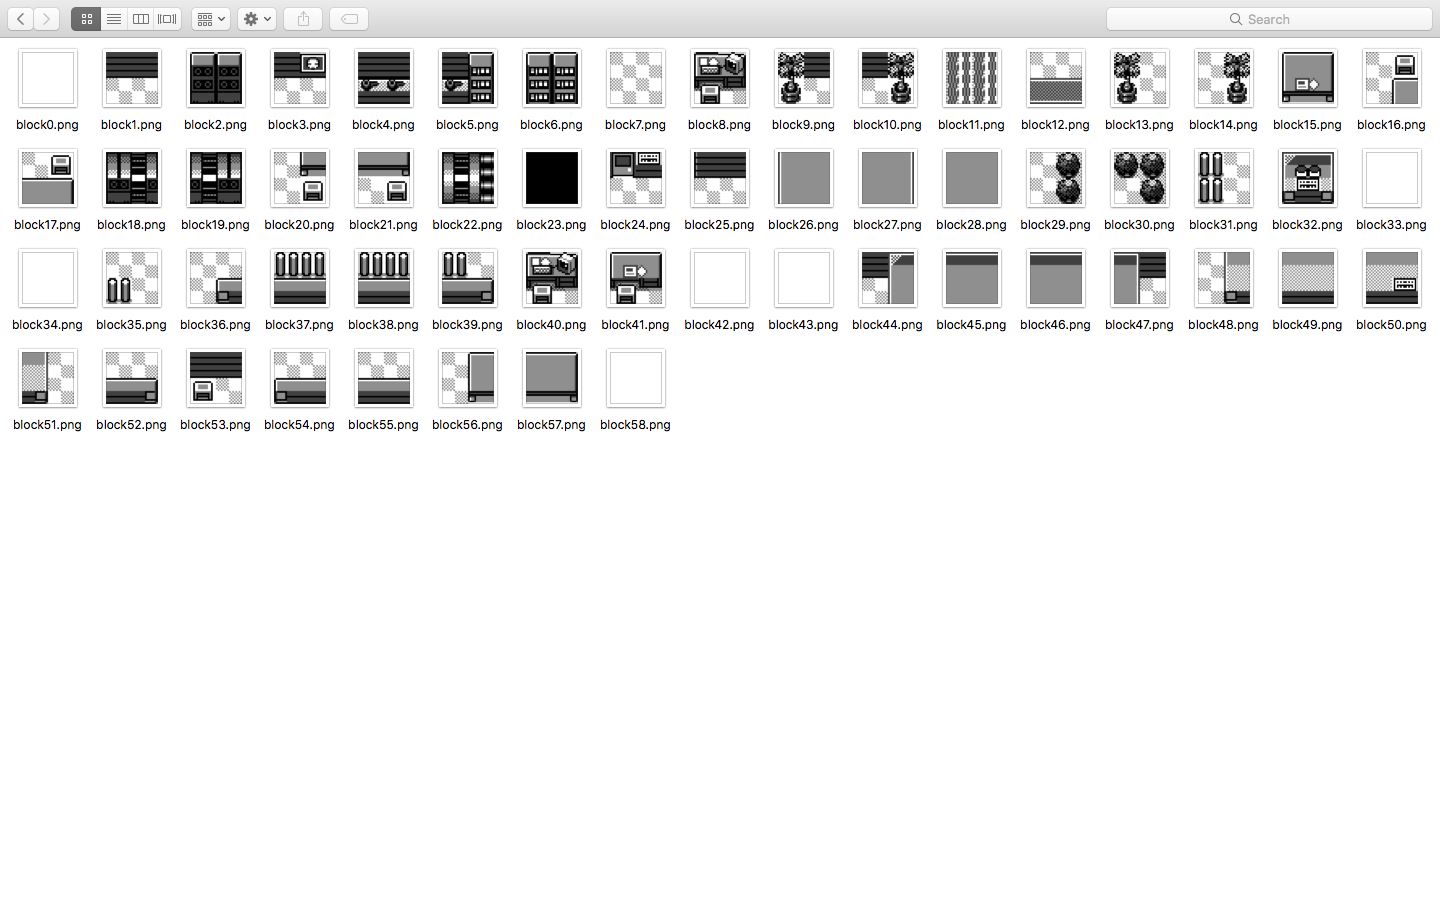 Search
block0.png block1.png block2.png block3.png block4.png block5.png block6.png block7.png block8.png block9.png block10.png block11.png block12.png block13.png block14.png block15.png block16.png
block17.png block18.png block19.png block20.png block21.png block22.png block23.png block24.png block25.png block26.png block27.png block28.png block29.png block30.png block31.png block32.png block33.png
block34.png block35.png block36.png block37.png block38.png block39.png block40.png block41.png block42.png block43.png block44.png block45.png block46.png block47.png block48.png block49.png block50.png
block51.png block52.png block53.png block54.png block55.png block56.png block57.png block58.png